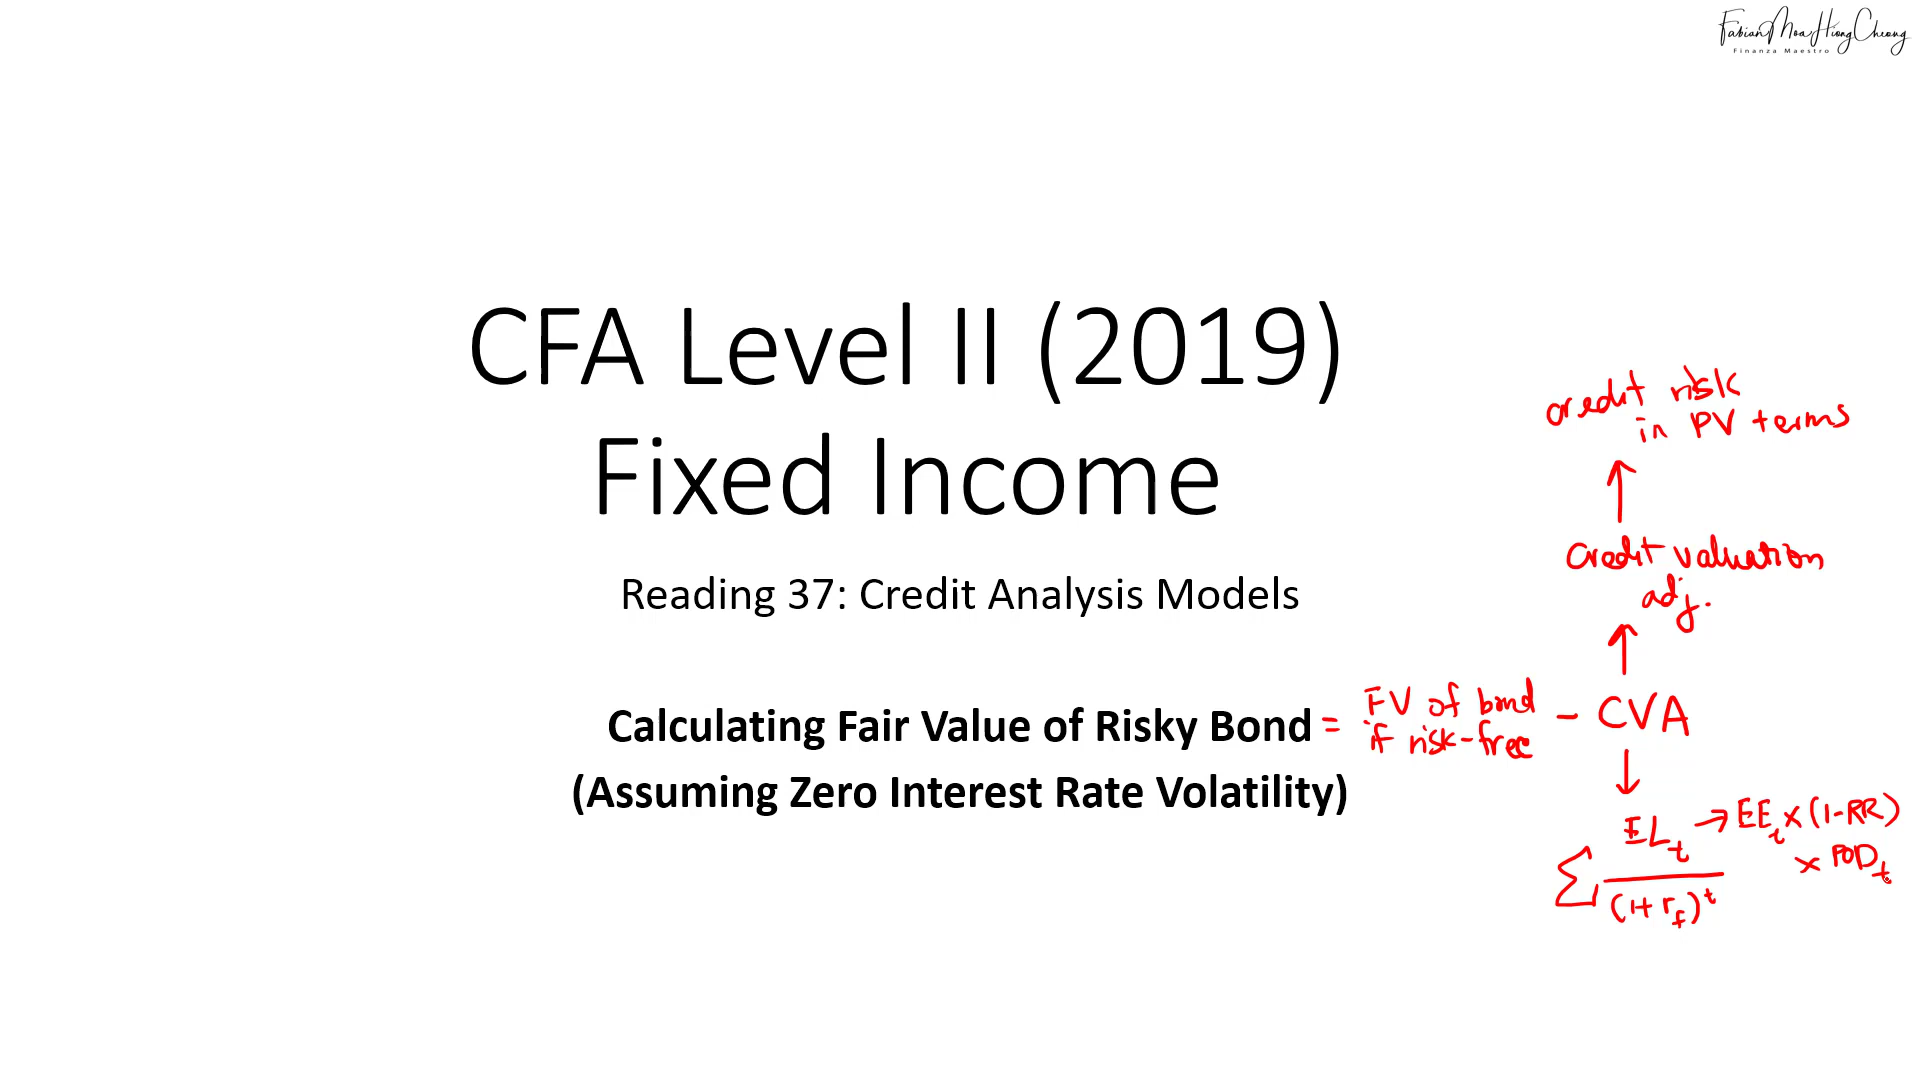 Fabian Moa Hiong Cheong
Finanza Maestro
CFA Level II (2019)
Fixed Income
Reading 37: Credit Analysis Models
credit risk
in PV terms
↑
Credit valuation
adj.
↑
Calculating Fair Value of Risky Bond = FV of bond if risk-free - CVA
(Assuming Zero Interest Rate Volatility)
↓
∑ EL_t / (1+r_f)^t
EL_t → EE_t × (1-RR)
× POD_t